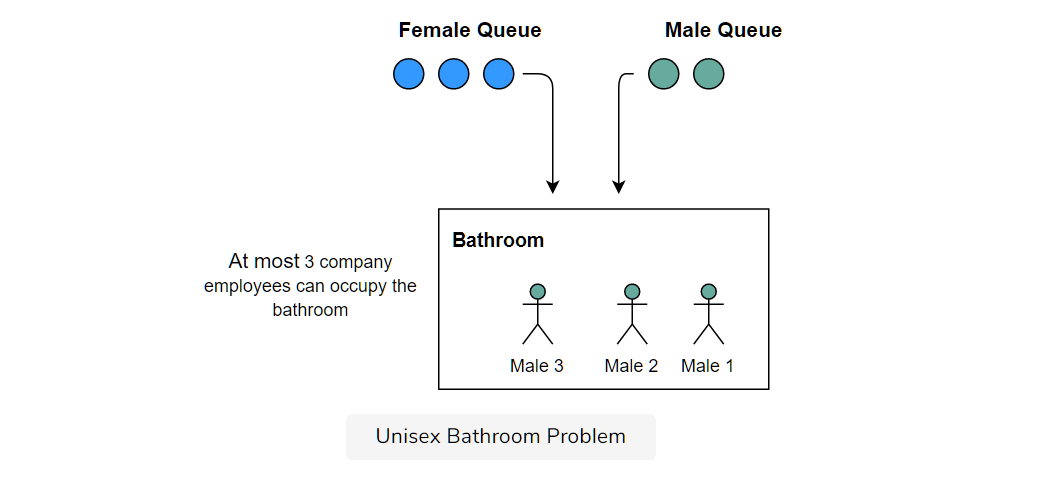 Female Queue
Male Queue
Bathroom
At most 3 company
employees can occupy the
bathroom
Male 3
Male 2
Male 1
Unisex Bathroom Problem